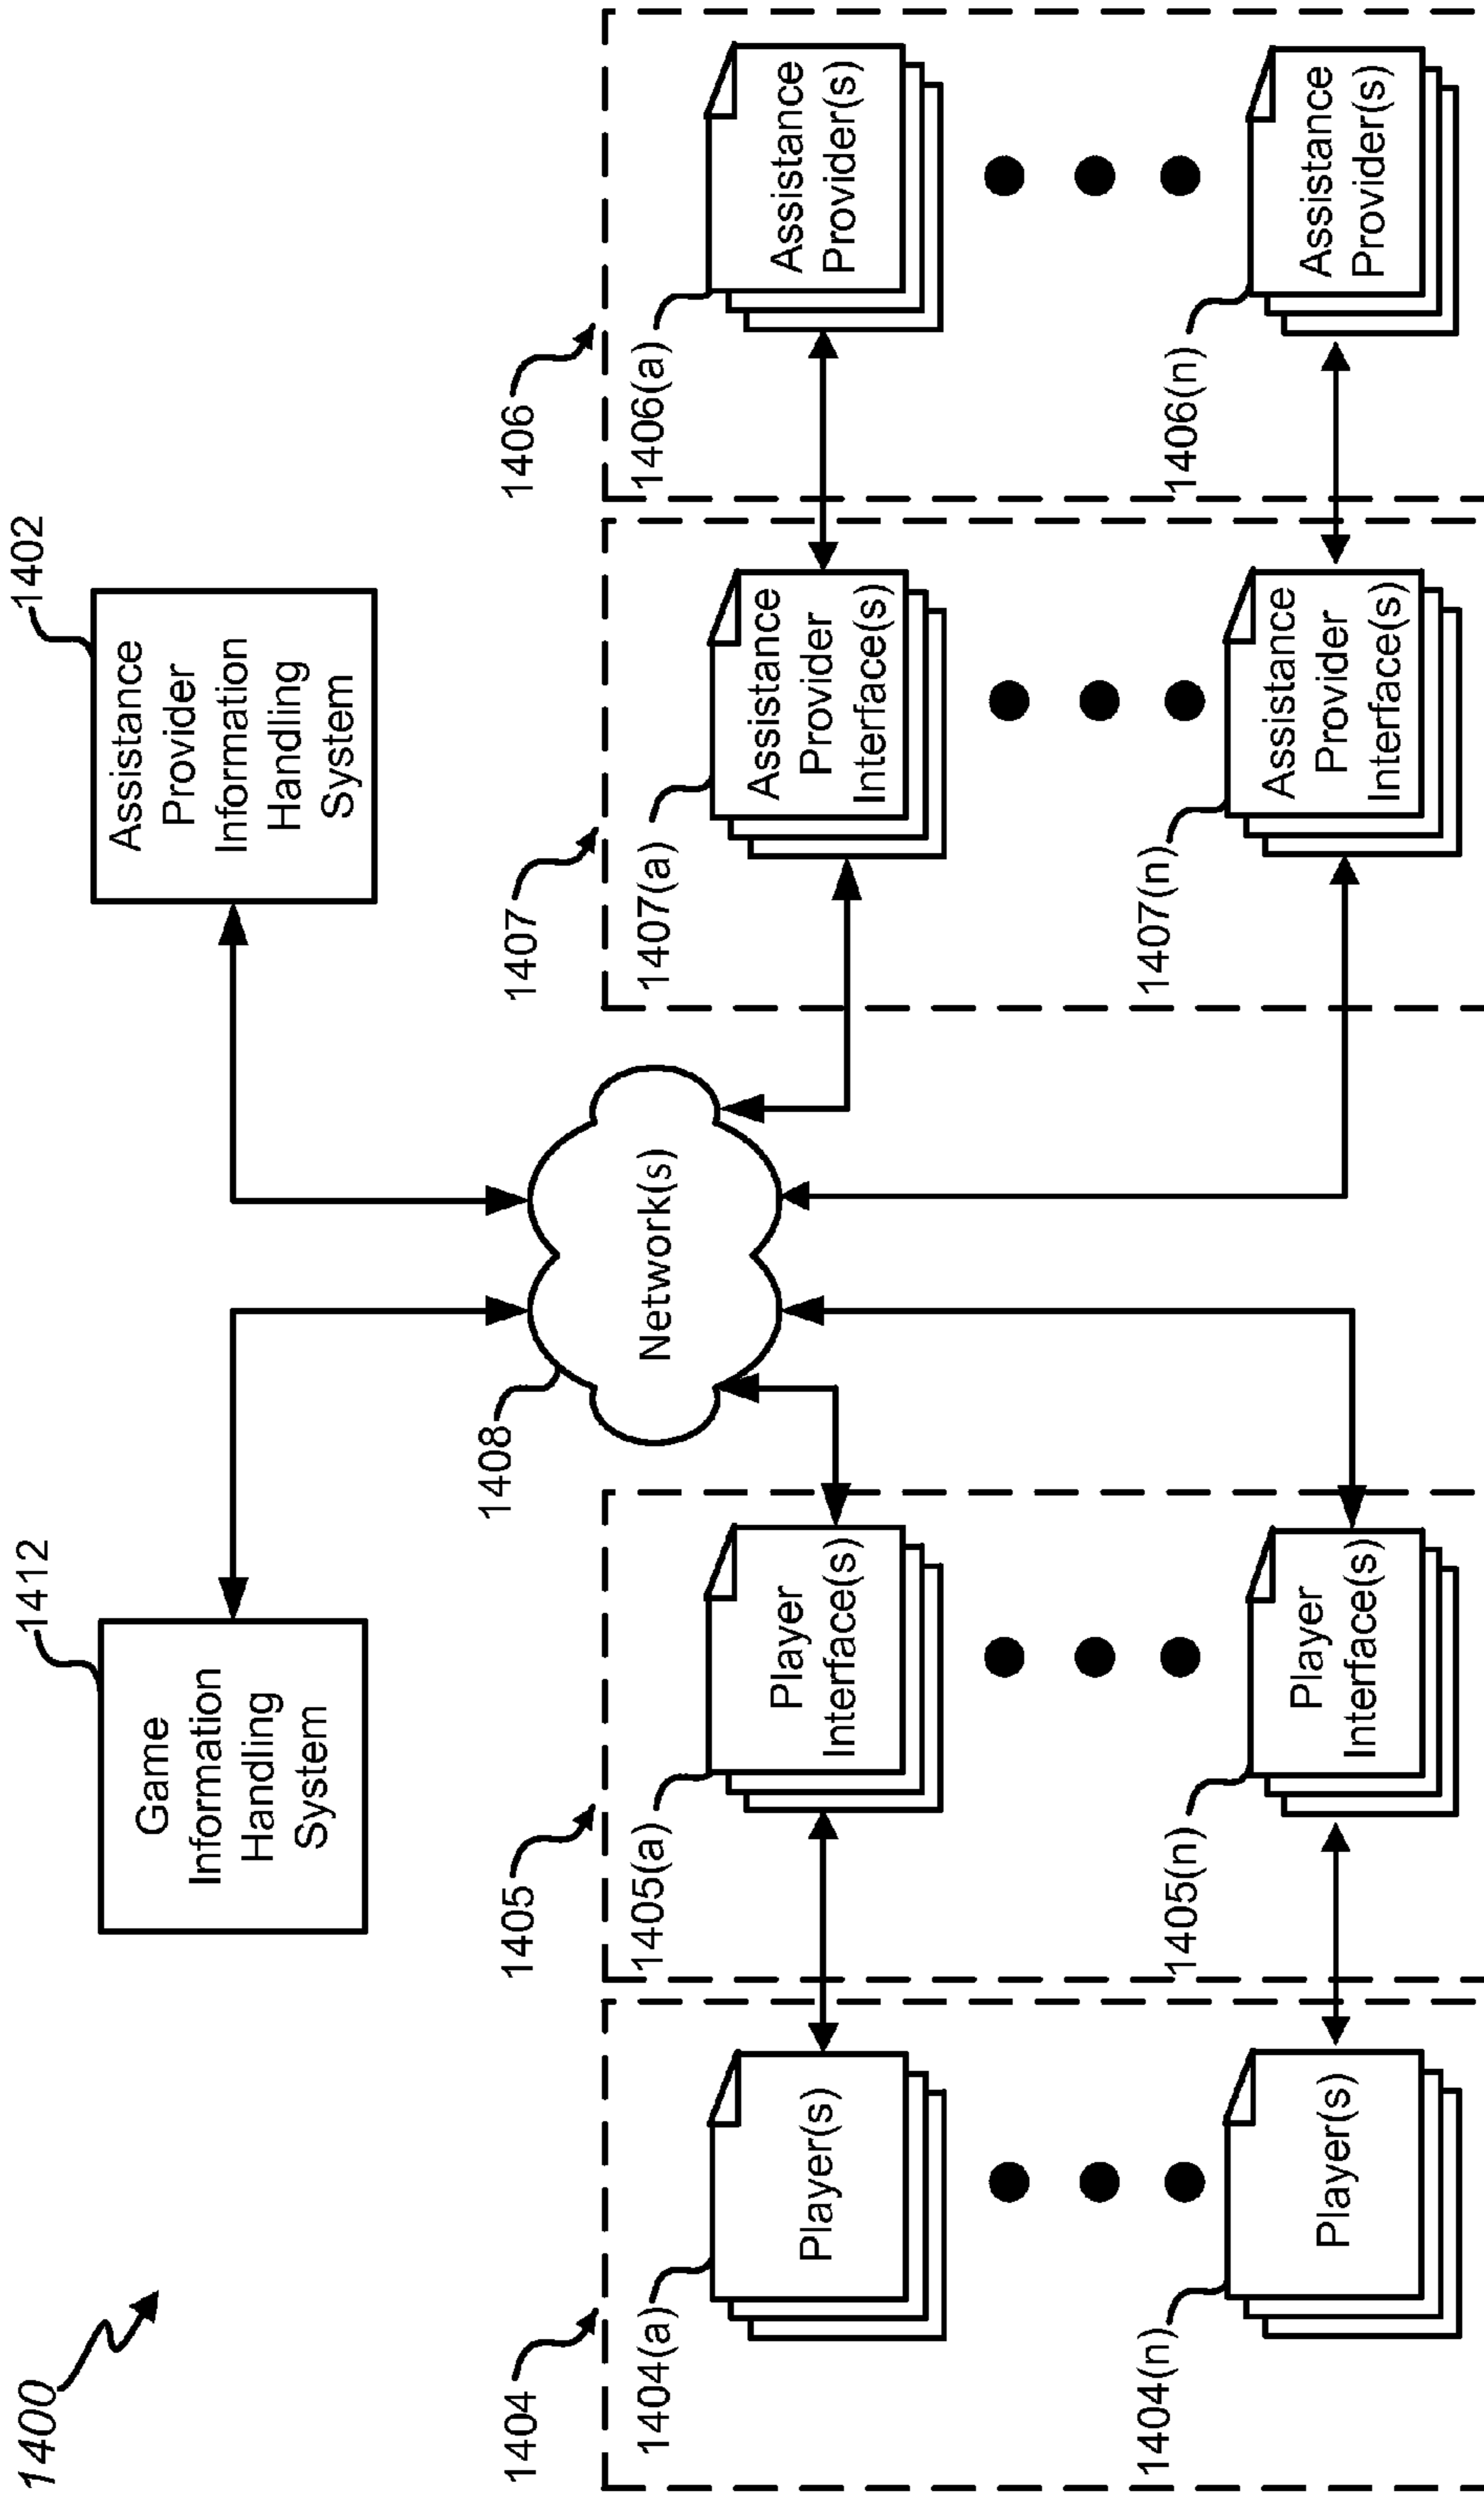 1400
1412
Game
Information
Handling
System
1402
Assistance
Provider
Information
Handling
System
1408
Network(s)
1404
1404(a)
Player(s)
1404(n)
Player(s)
1405
1405(a)
Player
Interface(s)
1405(n)
Player
Interface(s)
1407
1407(a)
Assistance
Provider
Interface(s)
1407(n)
Assistance
Provider
Interface(s)
1406
1406(a)
Assistance
Provider(s)
1406(n)
Assistance
Provider(s)